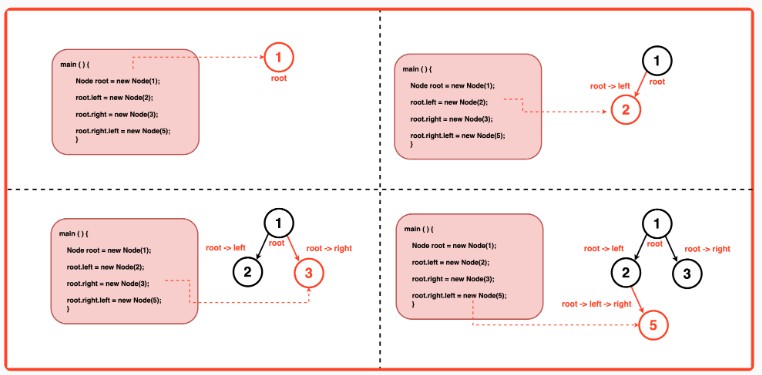 main ( ) {
Node root = new Node(1);
root.left = new Node(2);
root.right = new Node(3);
root.right.left = new Node(5);
}
1
root
main ( ) {
Node root = new Node(1);
root.left = new Node(2);
root.right = new Node(3);
root.right.left = new Node(5);
}
1
root
root -> left
2
main ( ) {
Node root = new Node(1);
root.left = new Node(2);
root.right = new Node(3);
root.right.left = new Node(5);
}
1
root
root -> left
root -> right
2
3
main ( ) {
Node root = new Node(1);
root.left = new Node(2);
root.right = new Node(3);
root.right.left = new Node(5);
}
1
root
root -> left
root -> right
2
3
root -> left -> right
5